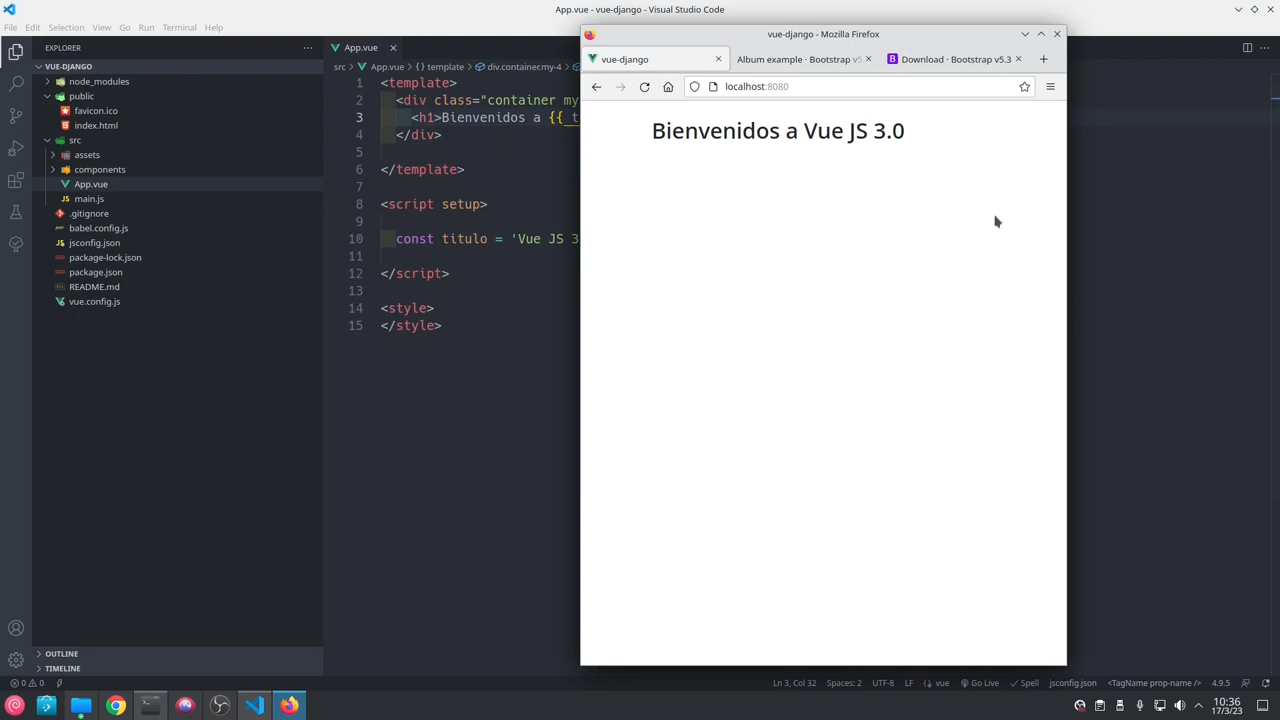 App.vue - vue-django - Visual Studio Code
File Edit Selection View Go Run Terminal Help
EXPLORER
VUE-DJANGO
node_modules
public
favicon.ico
index.html
src
assets
components
App.vue
main.js
.gitignore
babel.config.js
jsconfig.json
package-lock.json
package.json
README.md
vue.config.js
OUTLINE
TIMELINE
App.vue
src > App.vue > {} template > div.container.my-4 >
1 <template>
2 <div class="container my
3 <h1>Bienvenidos a {{ t
4 </div>
5
6 </template>
7
8 <script setup>
9
10 const titulo = 'Vue JS 3
11
12 </script>
13
14 <style>
15 </style>
vue-django - Mozilla Firefox
vue-django
Album example · Bootstrap v5
Download · Bootstrap v5.3
localhost:8080
Bienvenidos a Vue JS 3.0
0 0
Ln 3, Col 32 Spaces: 2 UTF-8 LF vue Go Live Spell jsconfig.json <TagName prop-name /> 4.9.5
10:36
17/3/23